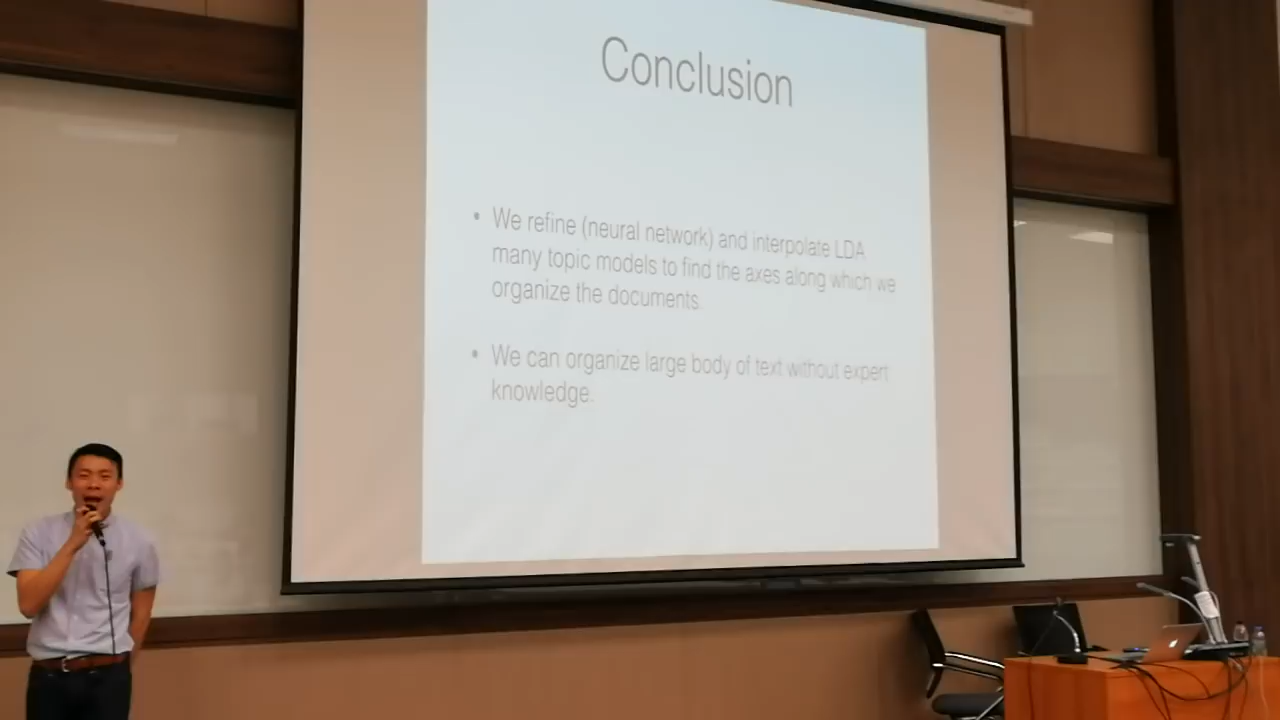 Conclusion
• We refine (neural network) and interpolate LDA
many topic models to find the axes along which we
organize the documents.
• We can organize large body of text without expert
knowledge.